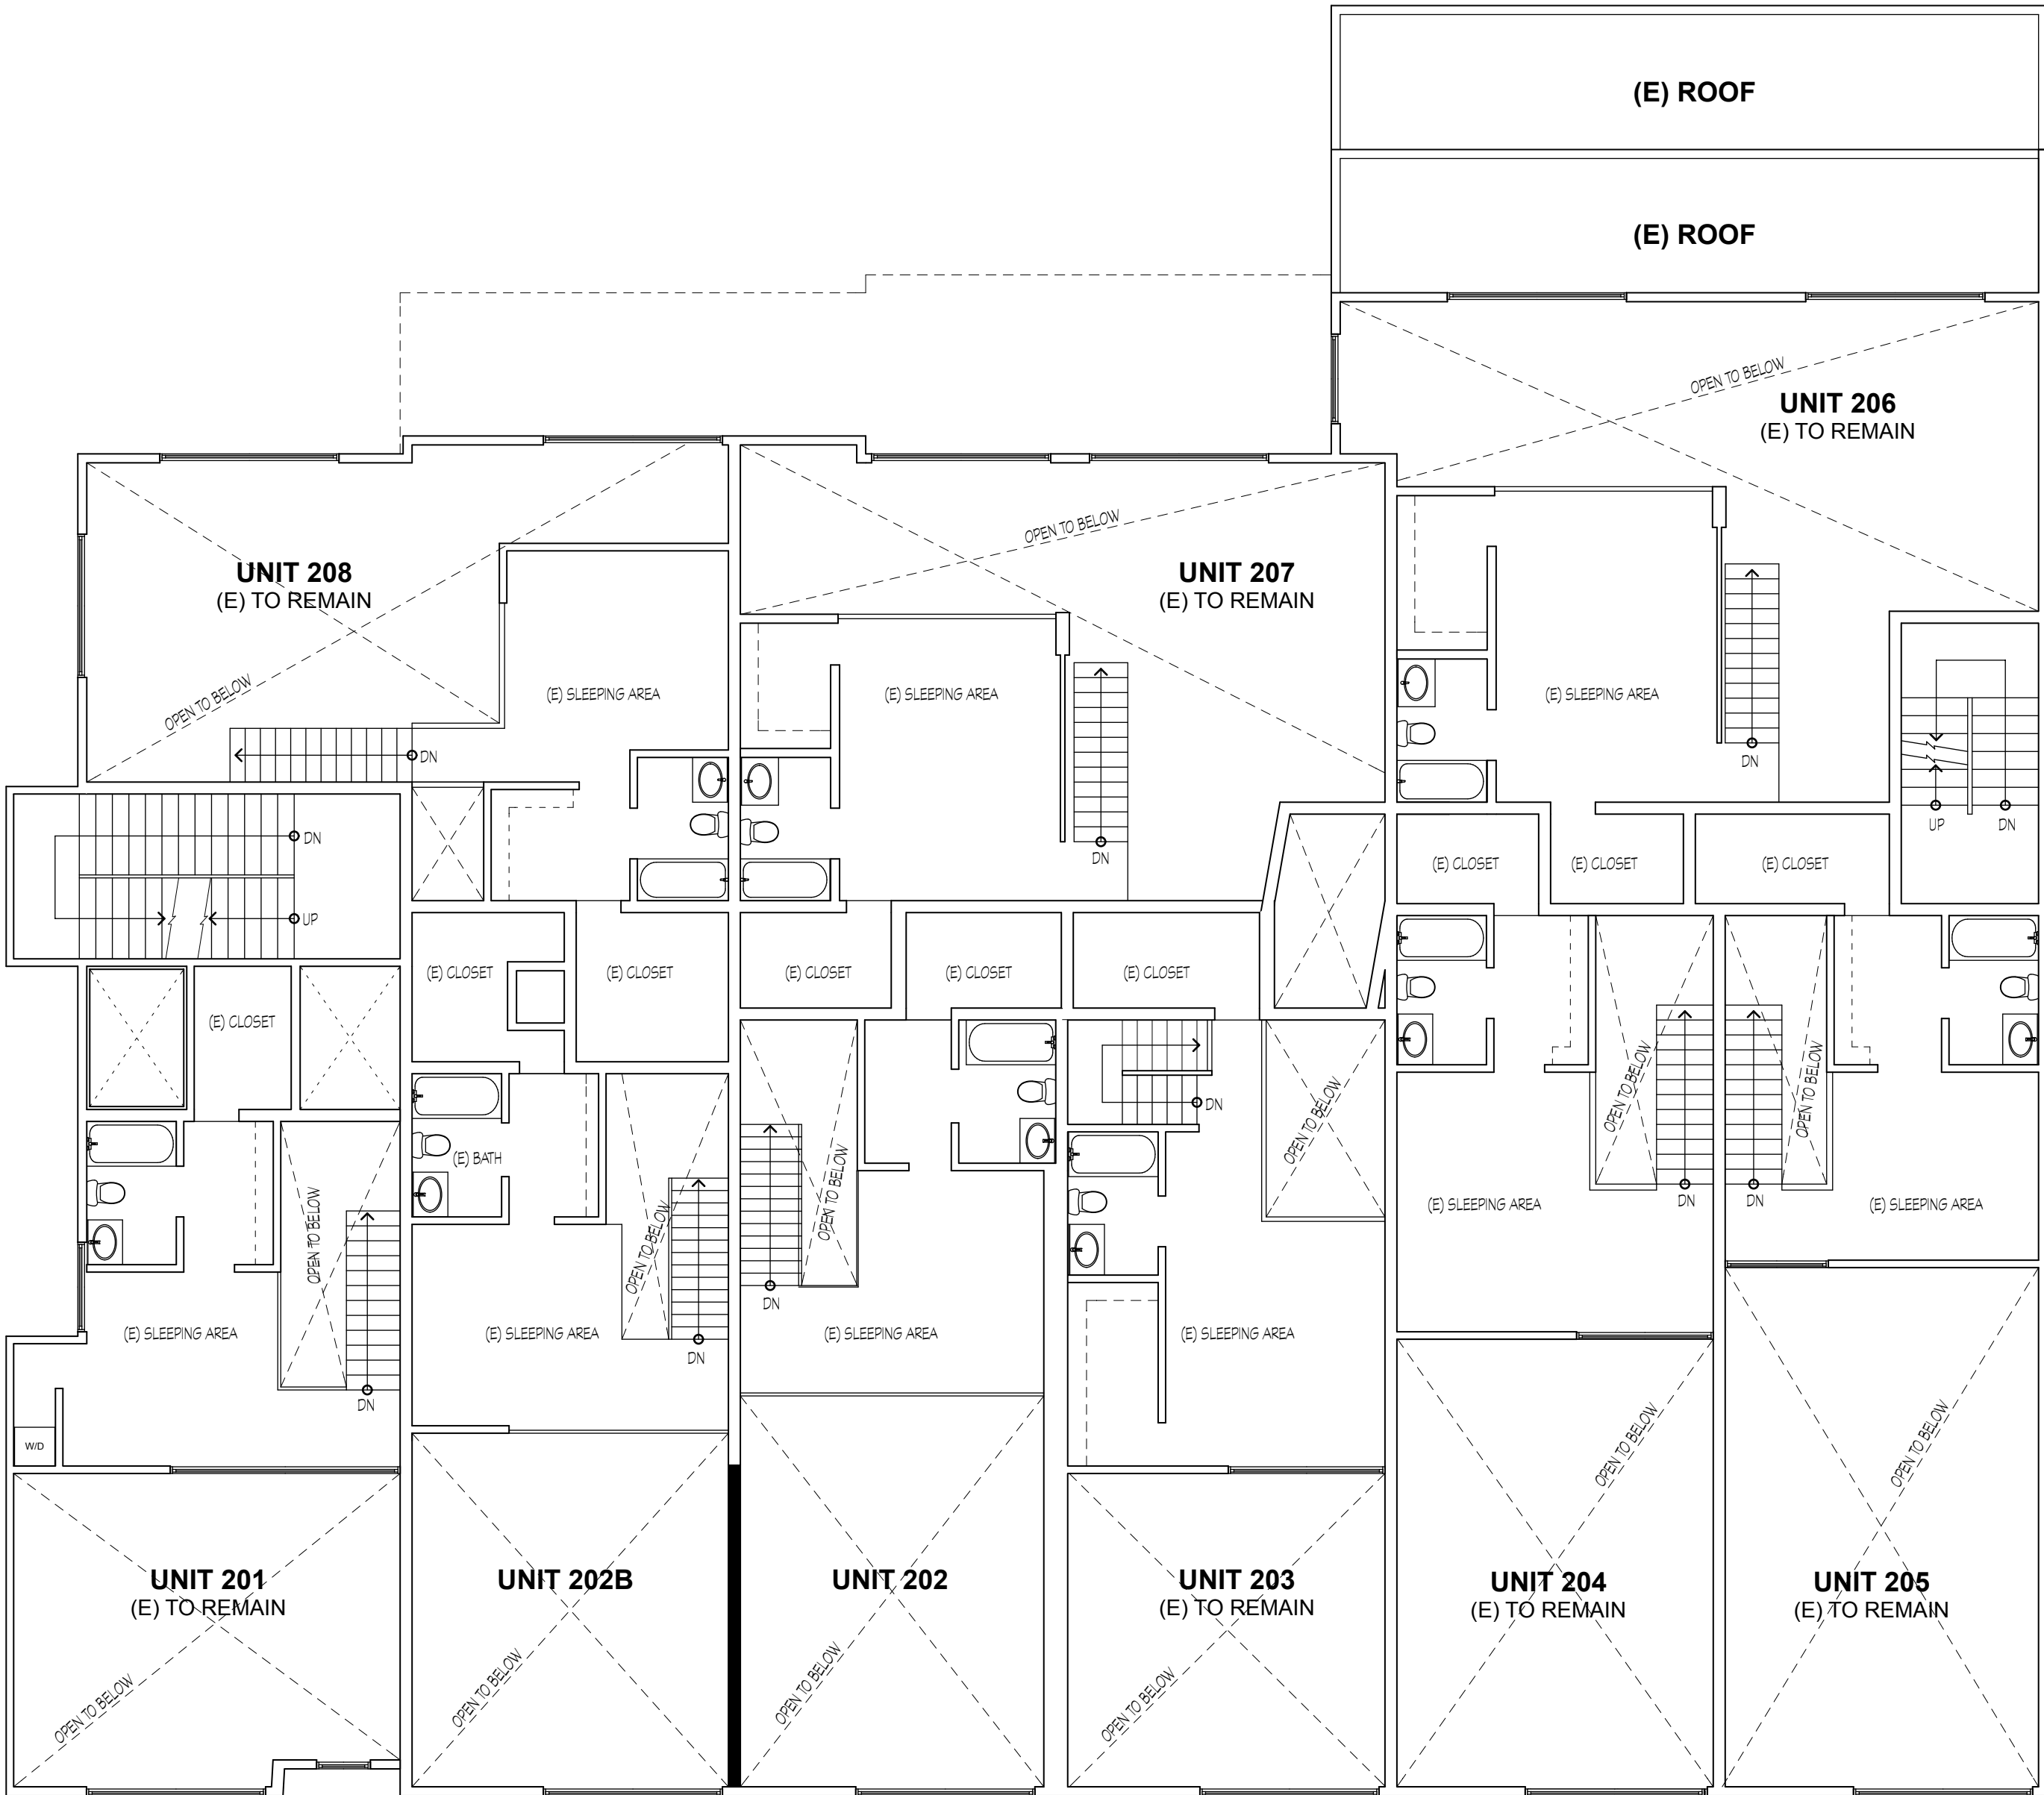 (E) ROOF
(E) ROOF
OPEN TO BELOW
UNIT 206
(E) TO REMAIN
OPEN TO BELOW
UNIT 208
(E) TO REMAIN
UNIT 207
(E) TO REMAIN
OPEN TO BELOW
(E) SLEEPING AREA
(E) SLEEPING AREA
(E) SLEEPING AREA
DN
DN
DN
UP
DN
DN
DN
UP
(E) CLOSET
(E) CLOSET
(E) CLOSET
(E) CLOSET
(E) CLOSET
(E) CLOSET
(E) CLOSET
(E) CLOSET
(E) CLOSET
OPEN TO BELOW
OPEN TO BELOW
OPEN TO BELOW
DN
(E) BATH
OPEN TO BELOW
OPEN TO BELOW
OPEN TO BELOW
(E) SLEEPING AREA
DN
DN
(E) SLEEPING AREA
DN
(E) SLEEPING AREA
(E) SLEEPING AREA
DN
(E) SLEEPING AREA
(E) SLEEPING AREA
DN
W/D
OPEN TO BELOW
OPEN TO BELOW
UNIT 201
(E) TO REMAIN
UNIT 202B
UNIT 202
UNIT 203
(E) TO REMAIN
UNIT 204
(E) TO REMAIN
UNIT 205
(E) TO REMAIN
OPEN TO BELOW
OPEN TO BELOW
OPEN TO BELOW
OPEN TO BELOW